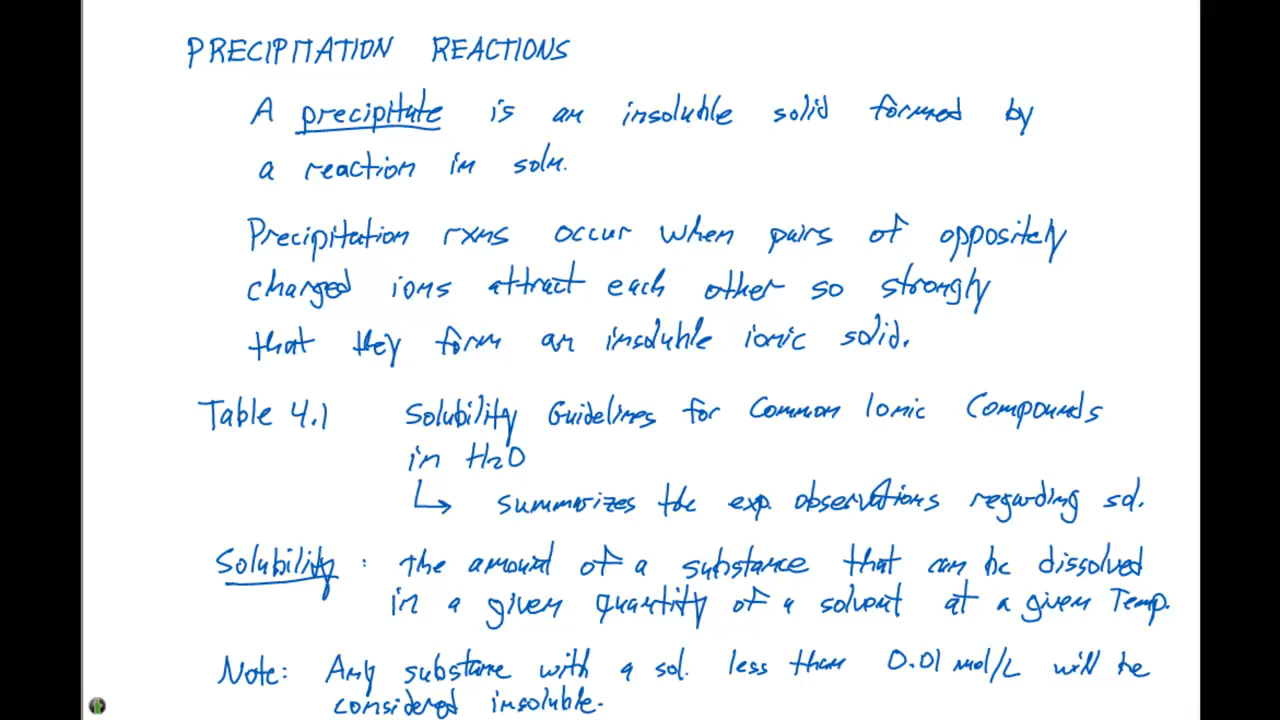 PRECIPITATION REACTIONS
A precipitate is an insoluble solid formed by
a reaction in soln.
Precipitation rxns occur when pairs of oppositely
charged ions attract each other so strongly
that they form an insoluble ionic solid.
Table 4.1 Solubility Guidelines for Common Ionic Compounds
in H₂O
↳ summarizes the exp. observations regarding sol.
Solubility : the amount of a substance that can be dissolved
in a given quantity of a solvent at a given Temp.
Note: Any substance with a sol. less than 0.01 mol/L will be
considered insoluble.